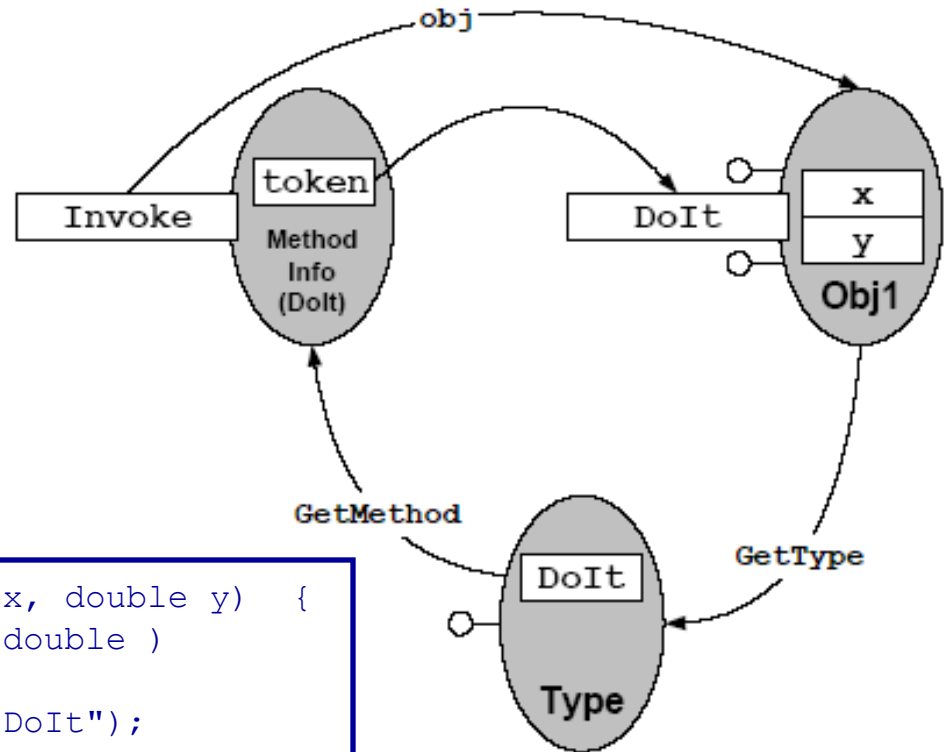 obj
token
Invoke
Method
Info
(DoIt)
DoIt
x
y
Obj1
GetMethod
GetType
DoIt
Type
x, double y)  {
double )
DoIt");